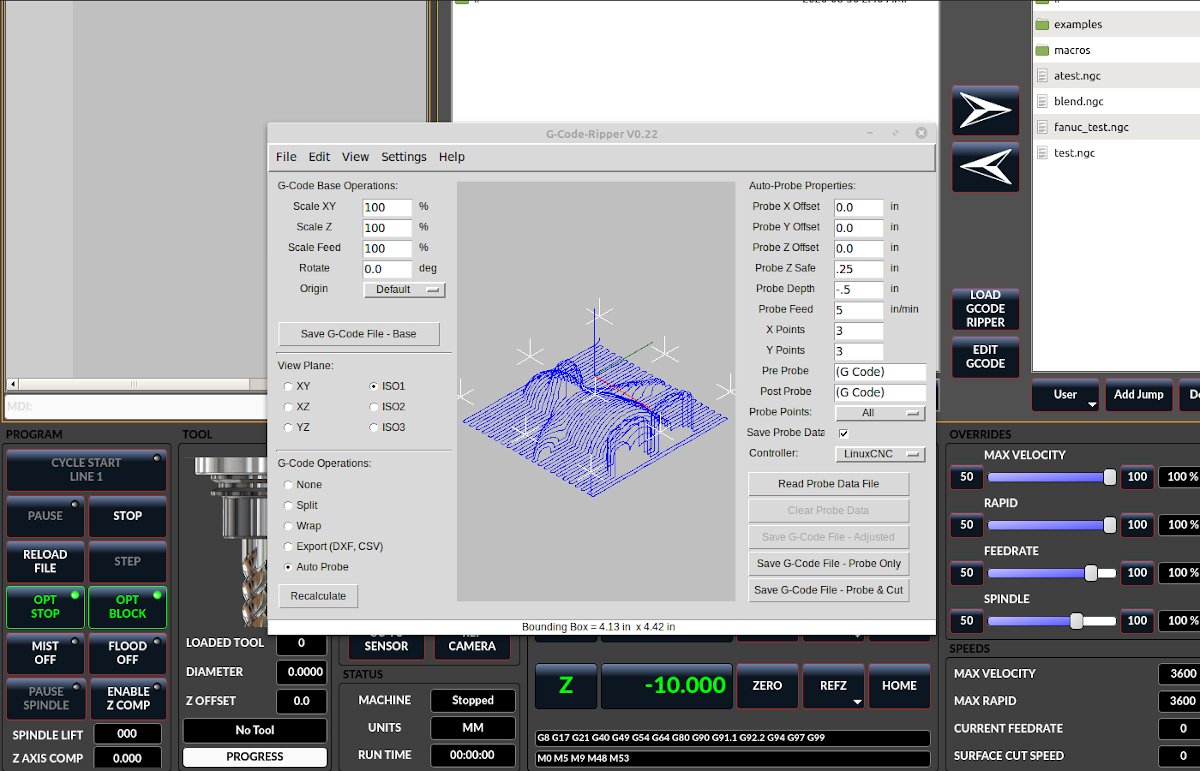 examples
macros
atest.ngc
blend.ngc
fanuc_test.ngc
test.ngc
G-Code-Ripper V0.22
File Edit View Settings Help
G-Code Base Operations:
Scale XY 100 %
Scale Z 100 %
Scale Feed 100 %
Rotate 0.0 deg
Origin Default
Save G-Code File - Base
View Plane:
XY ISO1
XZ ISO2
YZ ISO3
G-Code Operations:
None
Split
Wrap
Export (DXF, CSV)
Auto Probe
Recalculate
Auto-Probe Properties:
Probe X Offset 0.0 in
Probe Y Offset 0.0 in
Probe Z Offset 0.0 in
Probe Z Safe .25 in
Probe Depth -.5 in
Probe Feed 5 in/min
X Points 3
Y Points 3
Pre Probe (G Code)
Post Probe (G Code)
Probe Points: All
Save Probe Data
Controller: LinuxCNC
Read Probe Data File
Clear Probe Data
Save G-Code File - Adjusted
Save G-Code File - Probe Only
Save G-Code File - Probe & Cut
Bounding Box = 4.13 in x 4.42 in
LOAD
GCODE
RIPPER
EDIT
GCODE
User Add Jump
MDI:
PROGRAM
CYCLE START
LINE 1
PAUSE STOP
RELOAD
FILE
STEP
OPT
STOP
OPT
BLOCK
MIST
OFF
FLOOD
OFF
PAUSE
SPINDLE
ENABLE
Z COMP
SPINDLE LIFT 000
Z AXIS COMP 0.000
TOOL
LOADED TOOL 0
DIAMETER 0.0000
Z OFFSET 0.0
No Tool
PROGRESS
SENSOR
CAMERA
STATUS
MACHINE Stopped
UNITS MM
RUN TIME 00:00:00
Z -10.000 ZERO REFZ HOME
G8 G17 G21 G40 G49 G54 G64 G80 G90 G91.1 G92.2 G94 G97 G99
M0 M5 M9 M48 M53
OVERRIDES
MAX VELOCITY
50 100 100 %
RAPID
50 100 100 %
FEEDRATE
50 100 100 %
SPINDLE
50 100 100 %
SPEEDS
MAX VELOCITY 3600
MAX RAPID 3600
CURRENT FEEDRATE 0
SURFACE CUT SPEED 0